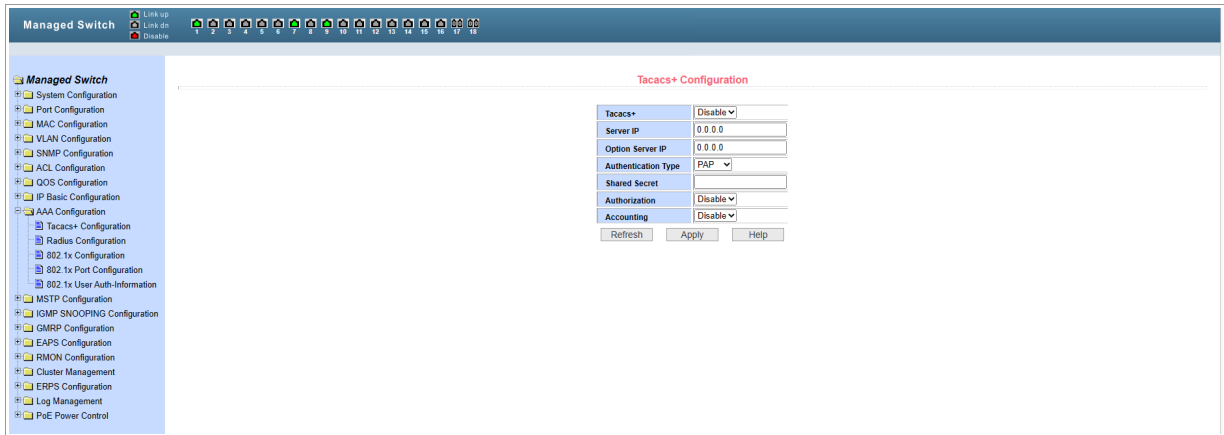 Managed Switch
Link up
Link dn
Disable
1 2 3 4 5 6 7 8 9 10 11 12 13 14 15 16 17 18
Managed Switch
System Configuration
Port Configuration
MAC Configuration
VLAN Configuration
SNMP Configuration
ACL Configuration
QOS Configuration
IP Basic Configuration
AAA Configuration
Tacacs+ Configuration
Radius Configuration
802.1x Configuration
802.1x Port Configuration
802.1x User Auth-Information
MSTP Configuration
IGMP SNOOPING Configuration
GMRP Configuration
EAPS Configuration
RMON Configuration
Cluster Management
ERPS Configuration
Log Management
PoE Power Control
Tacacs+ Configuration
Tacacs+ Disable
Server IP 0.0.0.0
Option Server IP 0.0.0.0
Authentication Type PAP
Shared Secret
Authorization Disable
Accounting Disable
Refresh Apply Help